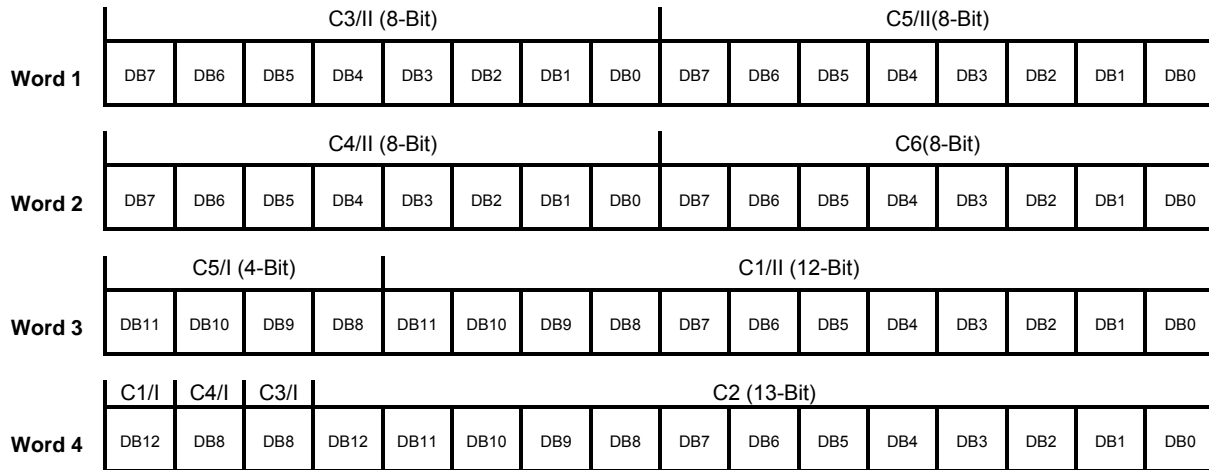 C3/II (8-Bit) C5/II(8-Bit)
Word 1 DB7 DB6 DB5 DB4 DB3 DB2 DB1 DB0 DB7 DB6 DB5 DB4 DB3 DB2 DB1 DB0
C4/II (8-Bit) C6(8-Bit)
Word 2 DB7 DB6 DB5 DB4 DB3 DB2 DB1 DB0 DB7 DB6 DB5 DB4 DB3 DB2 DB1 DB0
C5/I (4-Bit) C1/II (12-Bit)
Word 3 DB11 DB10 DB9 DB8 DB11 DB10 DB9 DB8 DB7 DB6 DB5 DB4 DB3 DB2 DB1 DB0
C1/I C4/I C3/I C2 (13-Bit)
Word 4 DB12 DB8 DB8 DB12 DB11 DB10 DB9 DB8 DB7 DB6 DB5 DB4 DB3 DB2 DB1 DB0